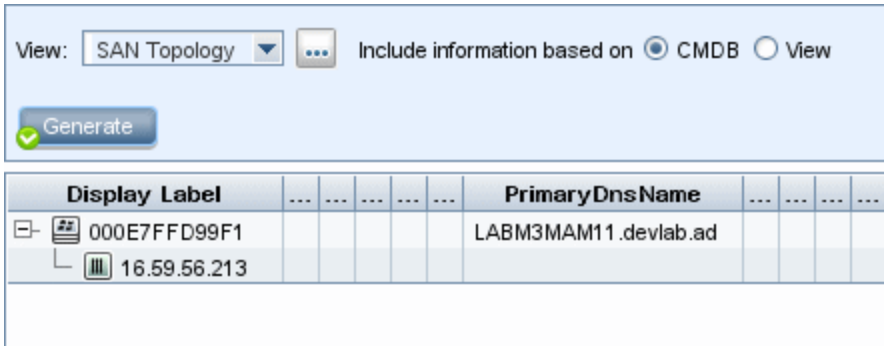 View: SAN Topology ... Include information based on CMDB View
Generate
Display Label ... ... ... ... ... PrimaryDnsName ... ... ... ...
000E7FFD99F1 LABM3MAM11.devlab.ad
16.59.56.213